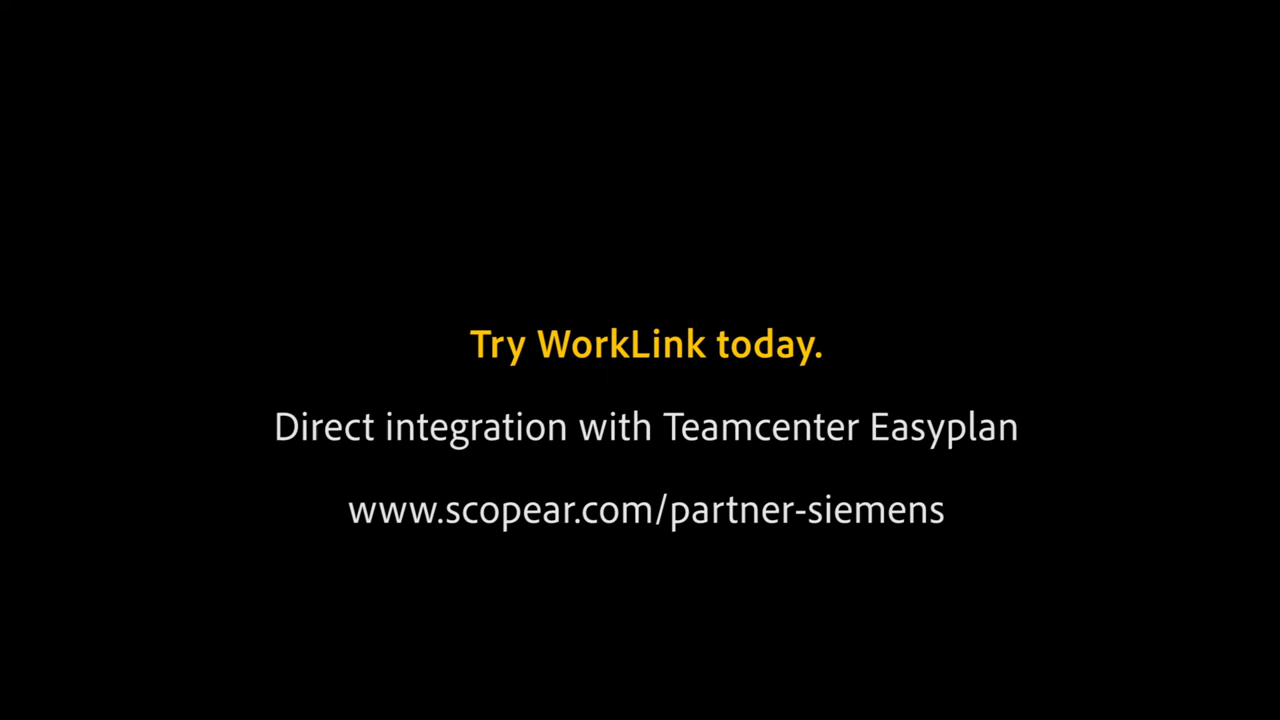 Try WorkLink today.
Direct integration with Teamcenter Easyplan
www.scopear.com/partner-siemens